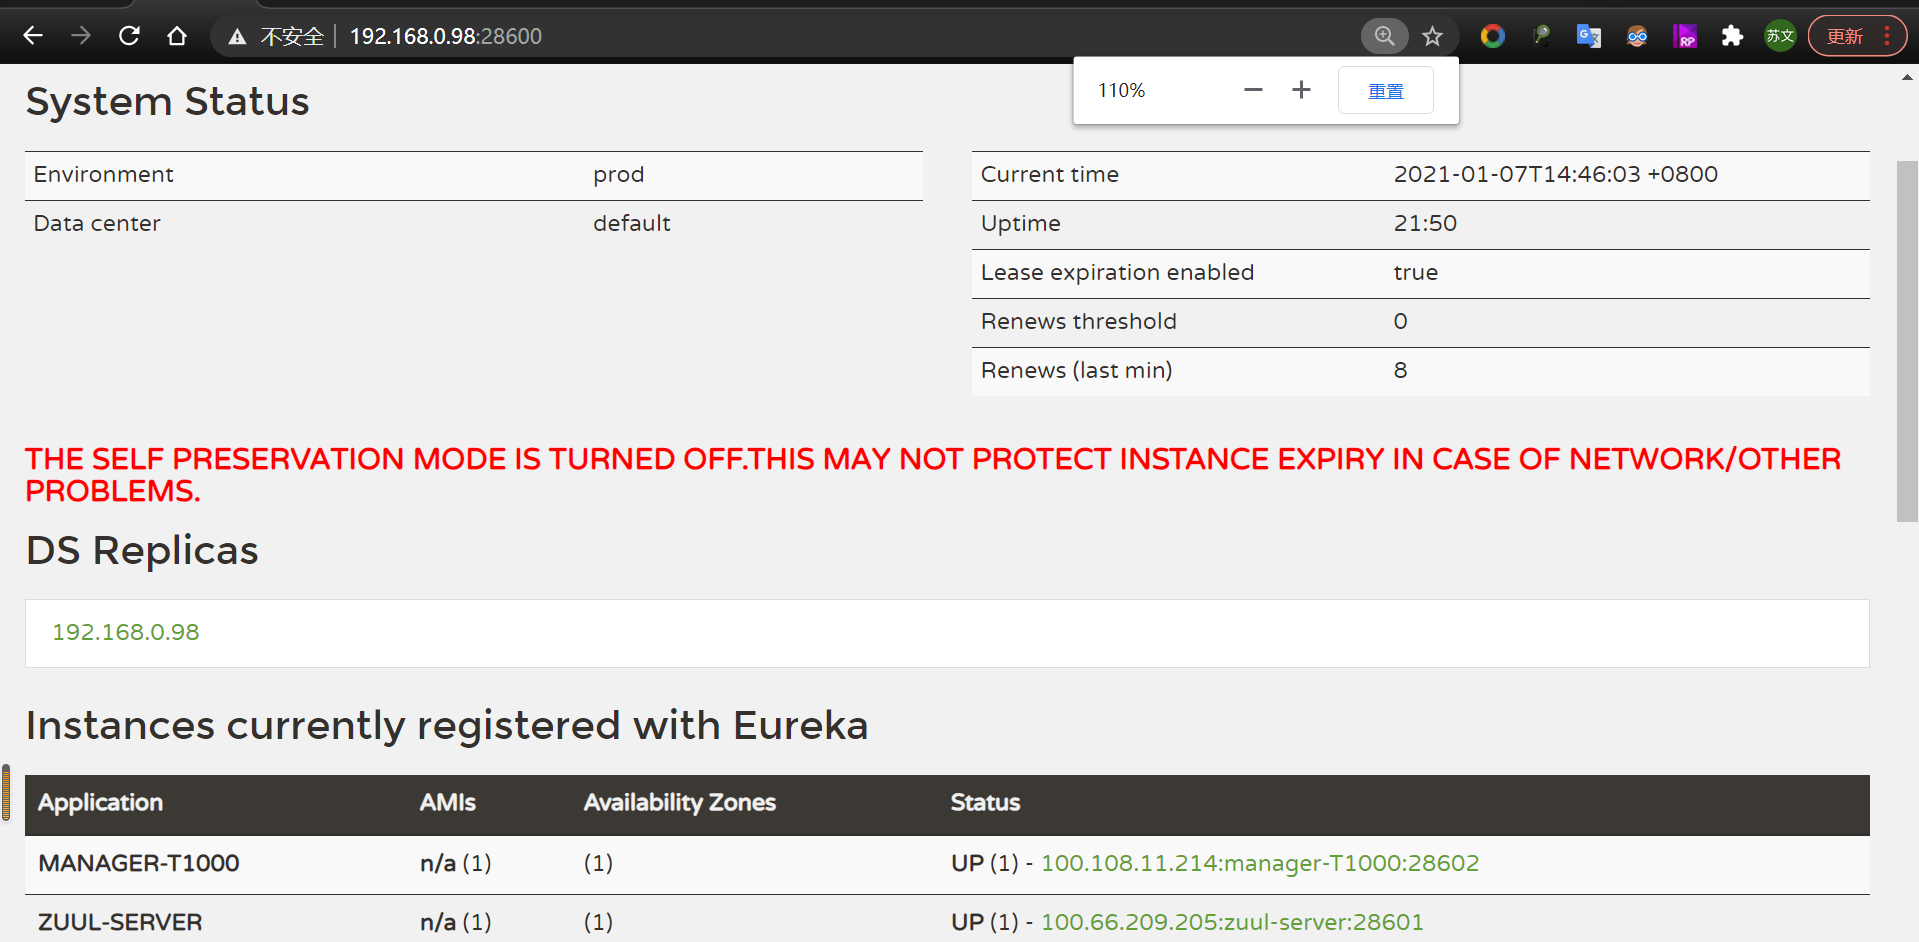 不安全 192.168.0.98:28600
苏文 更新
110% 重置
System Status
Environment prod
Data center default
Current time 2021-01-07T14:46:03 +0800
Uptime 21:50
Lease expiration enabled true
Renews threshold 0
Renews (last min) 8
THE SELF PRESERVATION MODE IS TURNED OFF.THIS MAY NOT PROTECT INSTANCE EXPIRY IN CASE OF NETWORK/OTHER
PROBLEMS.
DS Replicas
192.168.0.98
Instances currently registered with Eureka
Application AMIs Availability Zones Status
MANAGER-T1000 n/a (1) (1) UP (1) - 100.108.11.214:manager-T1000:28602
ZUUL-SERVER n/a (1) (1) UP (1) - 100.66.209.205:zuul-server:28601